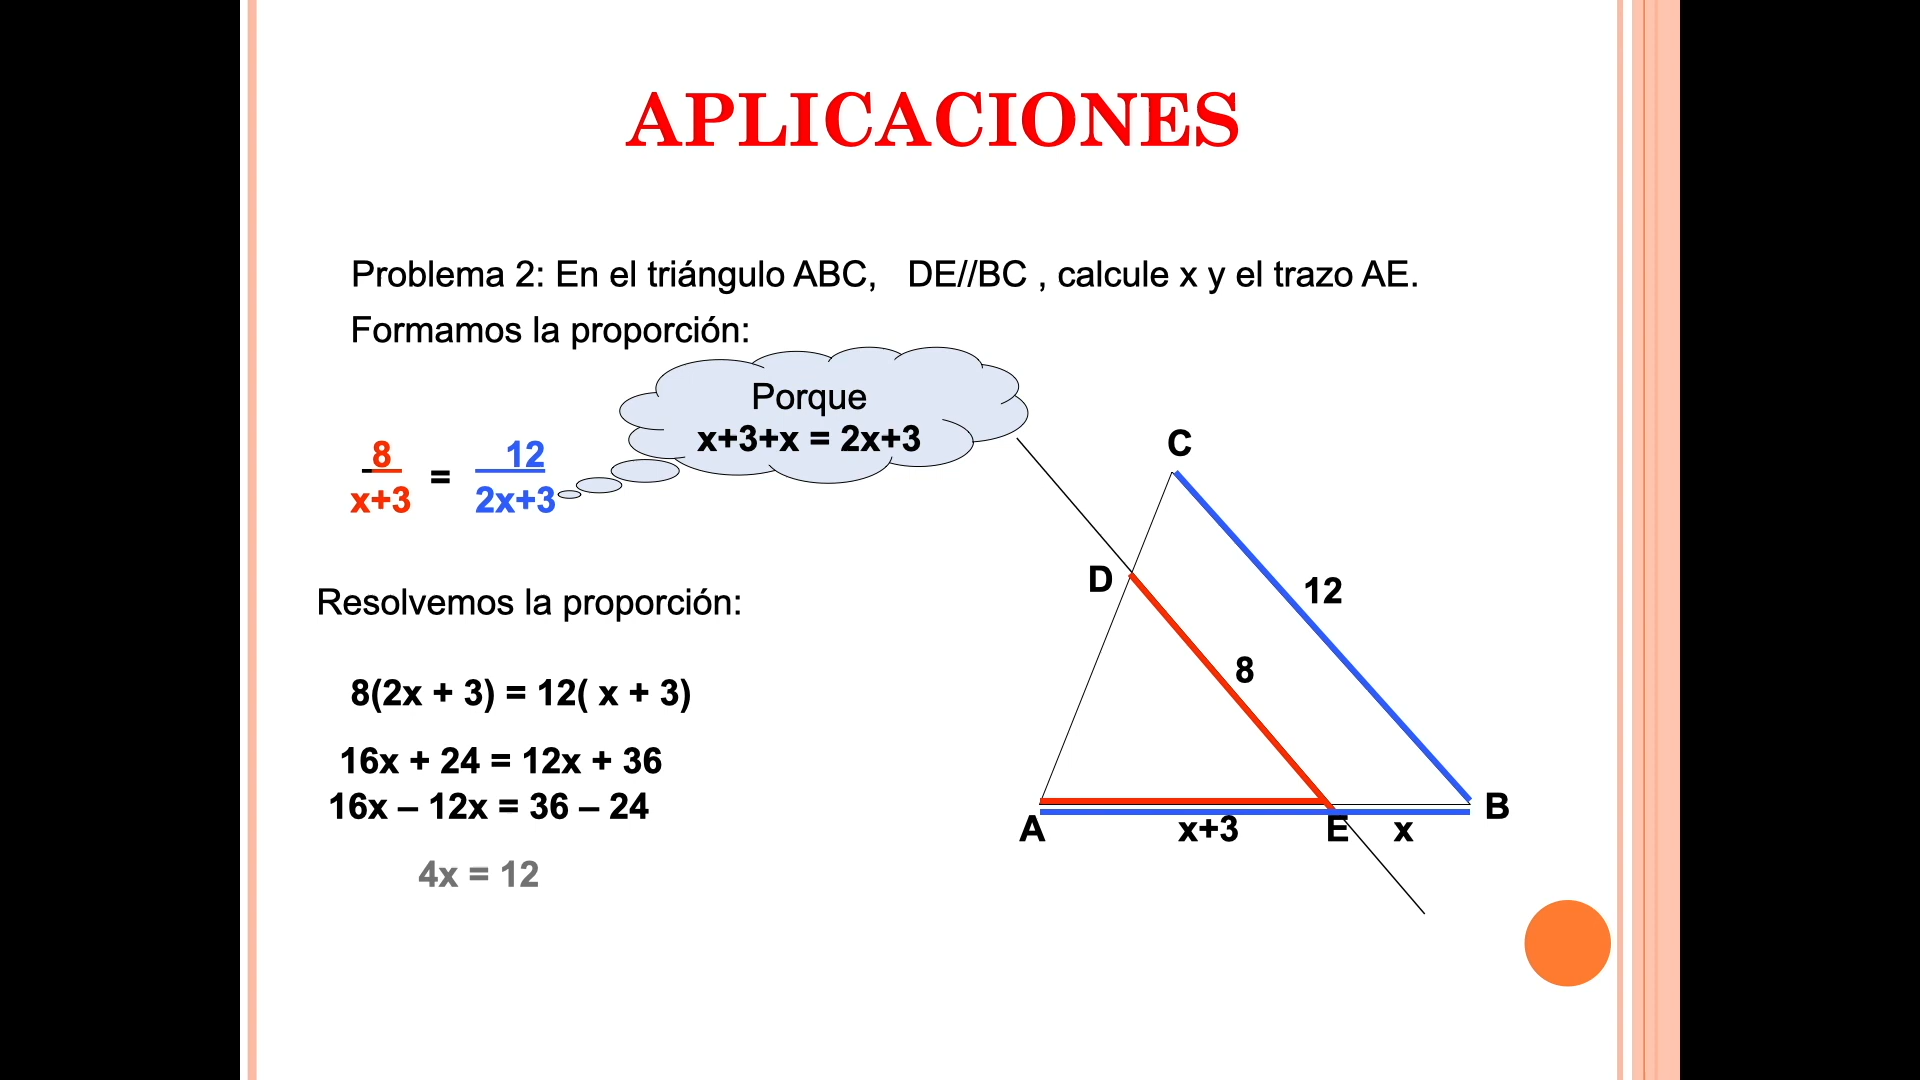 APLICACIONES
Problema 2: En el triángulo ABC, DE//BC , calcule x y el trazo AE.
Formamos la proporción:
Porque
x+3+x = 2x+3
8
x+3
=
12
2x+3
Resolvemos la proporción:
8(2x + 3) = 12( x + 3)
16x + 24 = 12x + 36
16x – 12x = 36 – 24
4x = 12
C
D
12
8
A
x+3
E
x
B